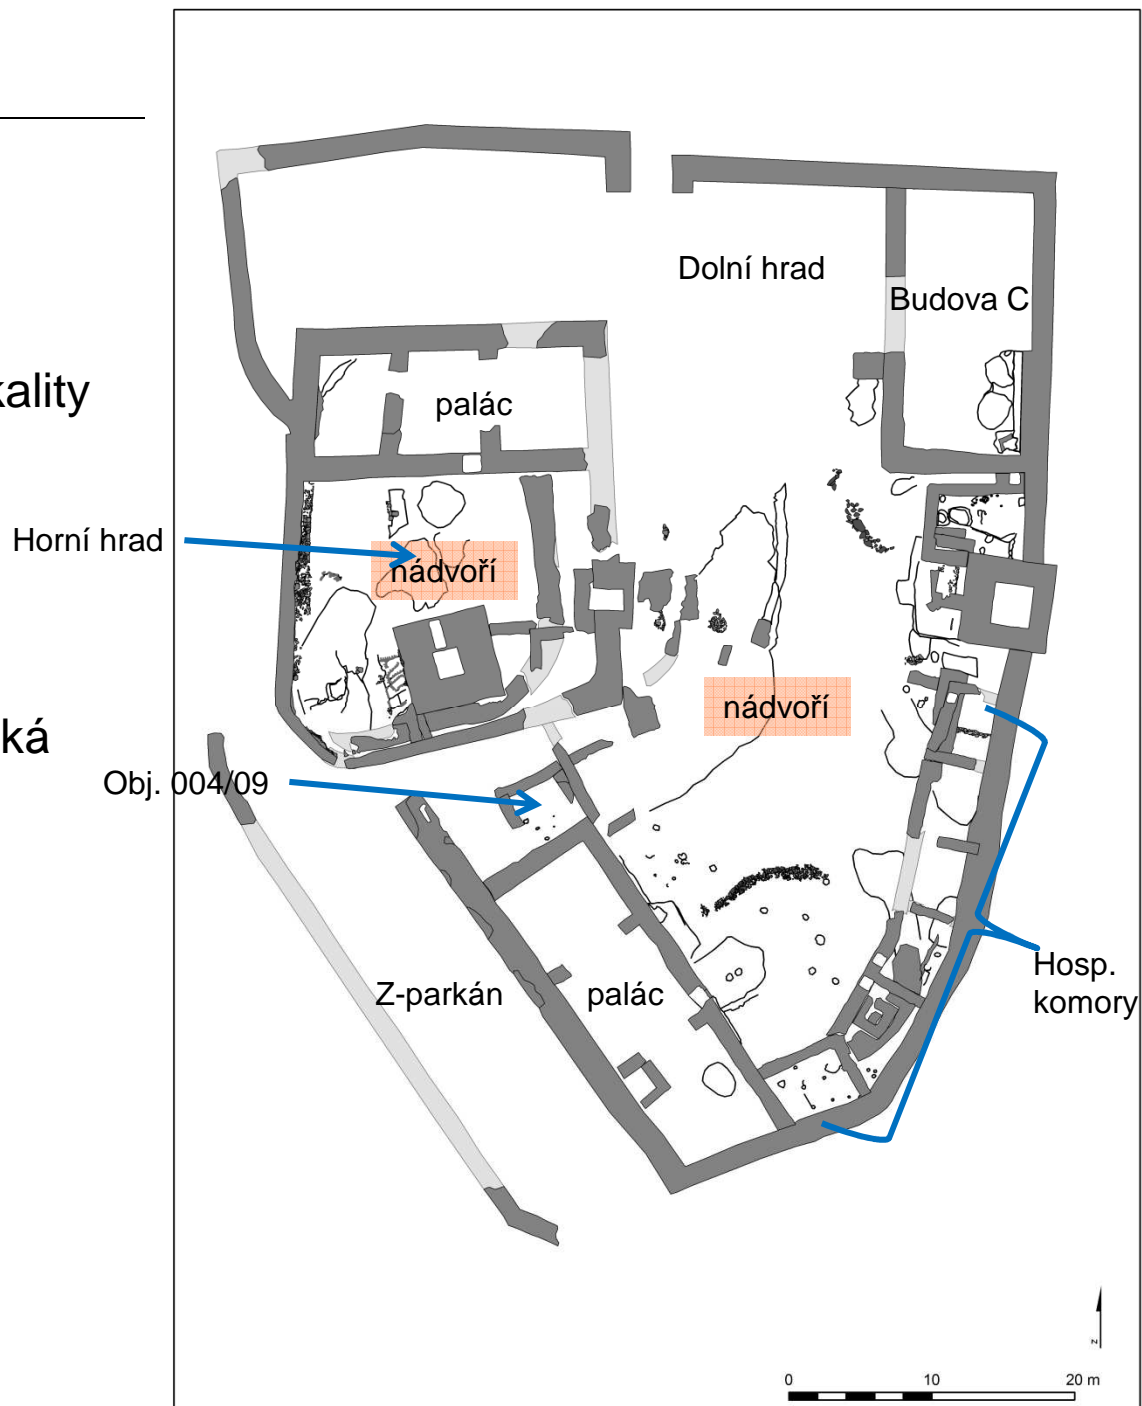 Dolní hrad
Budova C
kality
palác
Horní hrad
nádvoří
nádvoří
ká
Obj. 004/09
Z-parkán
palác
Hosp.
komory
N
0 10 20 m